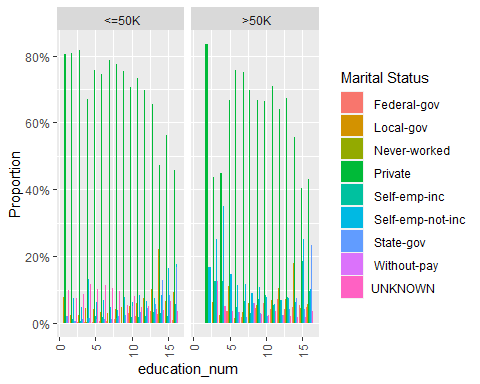 <=50K
>50K
80%
60%
40%
20%
0%
Proportion
0
5
10
15
0
5
10
15
education_num
Marital Status
Federal-gov
Local-gov
Never-worked
Private
Self-emp-inc
Self-emp-not-inc
State-gov
Without-pay
UNKNOWN